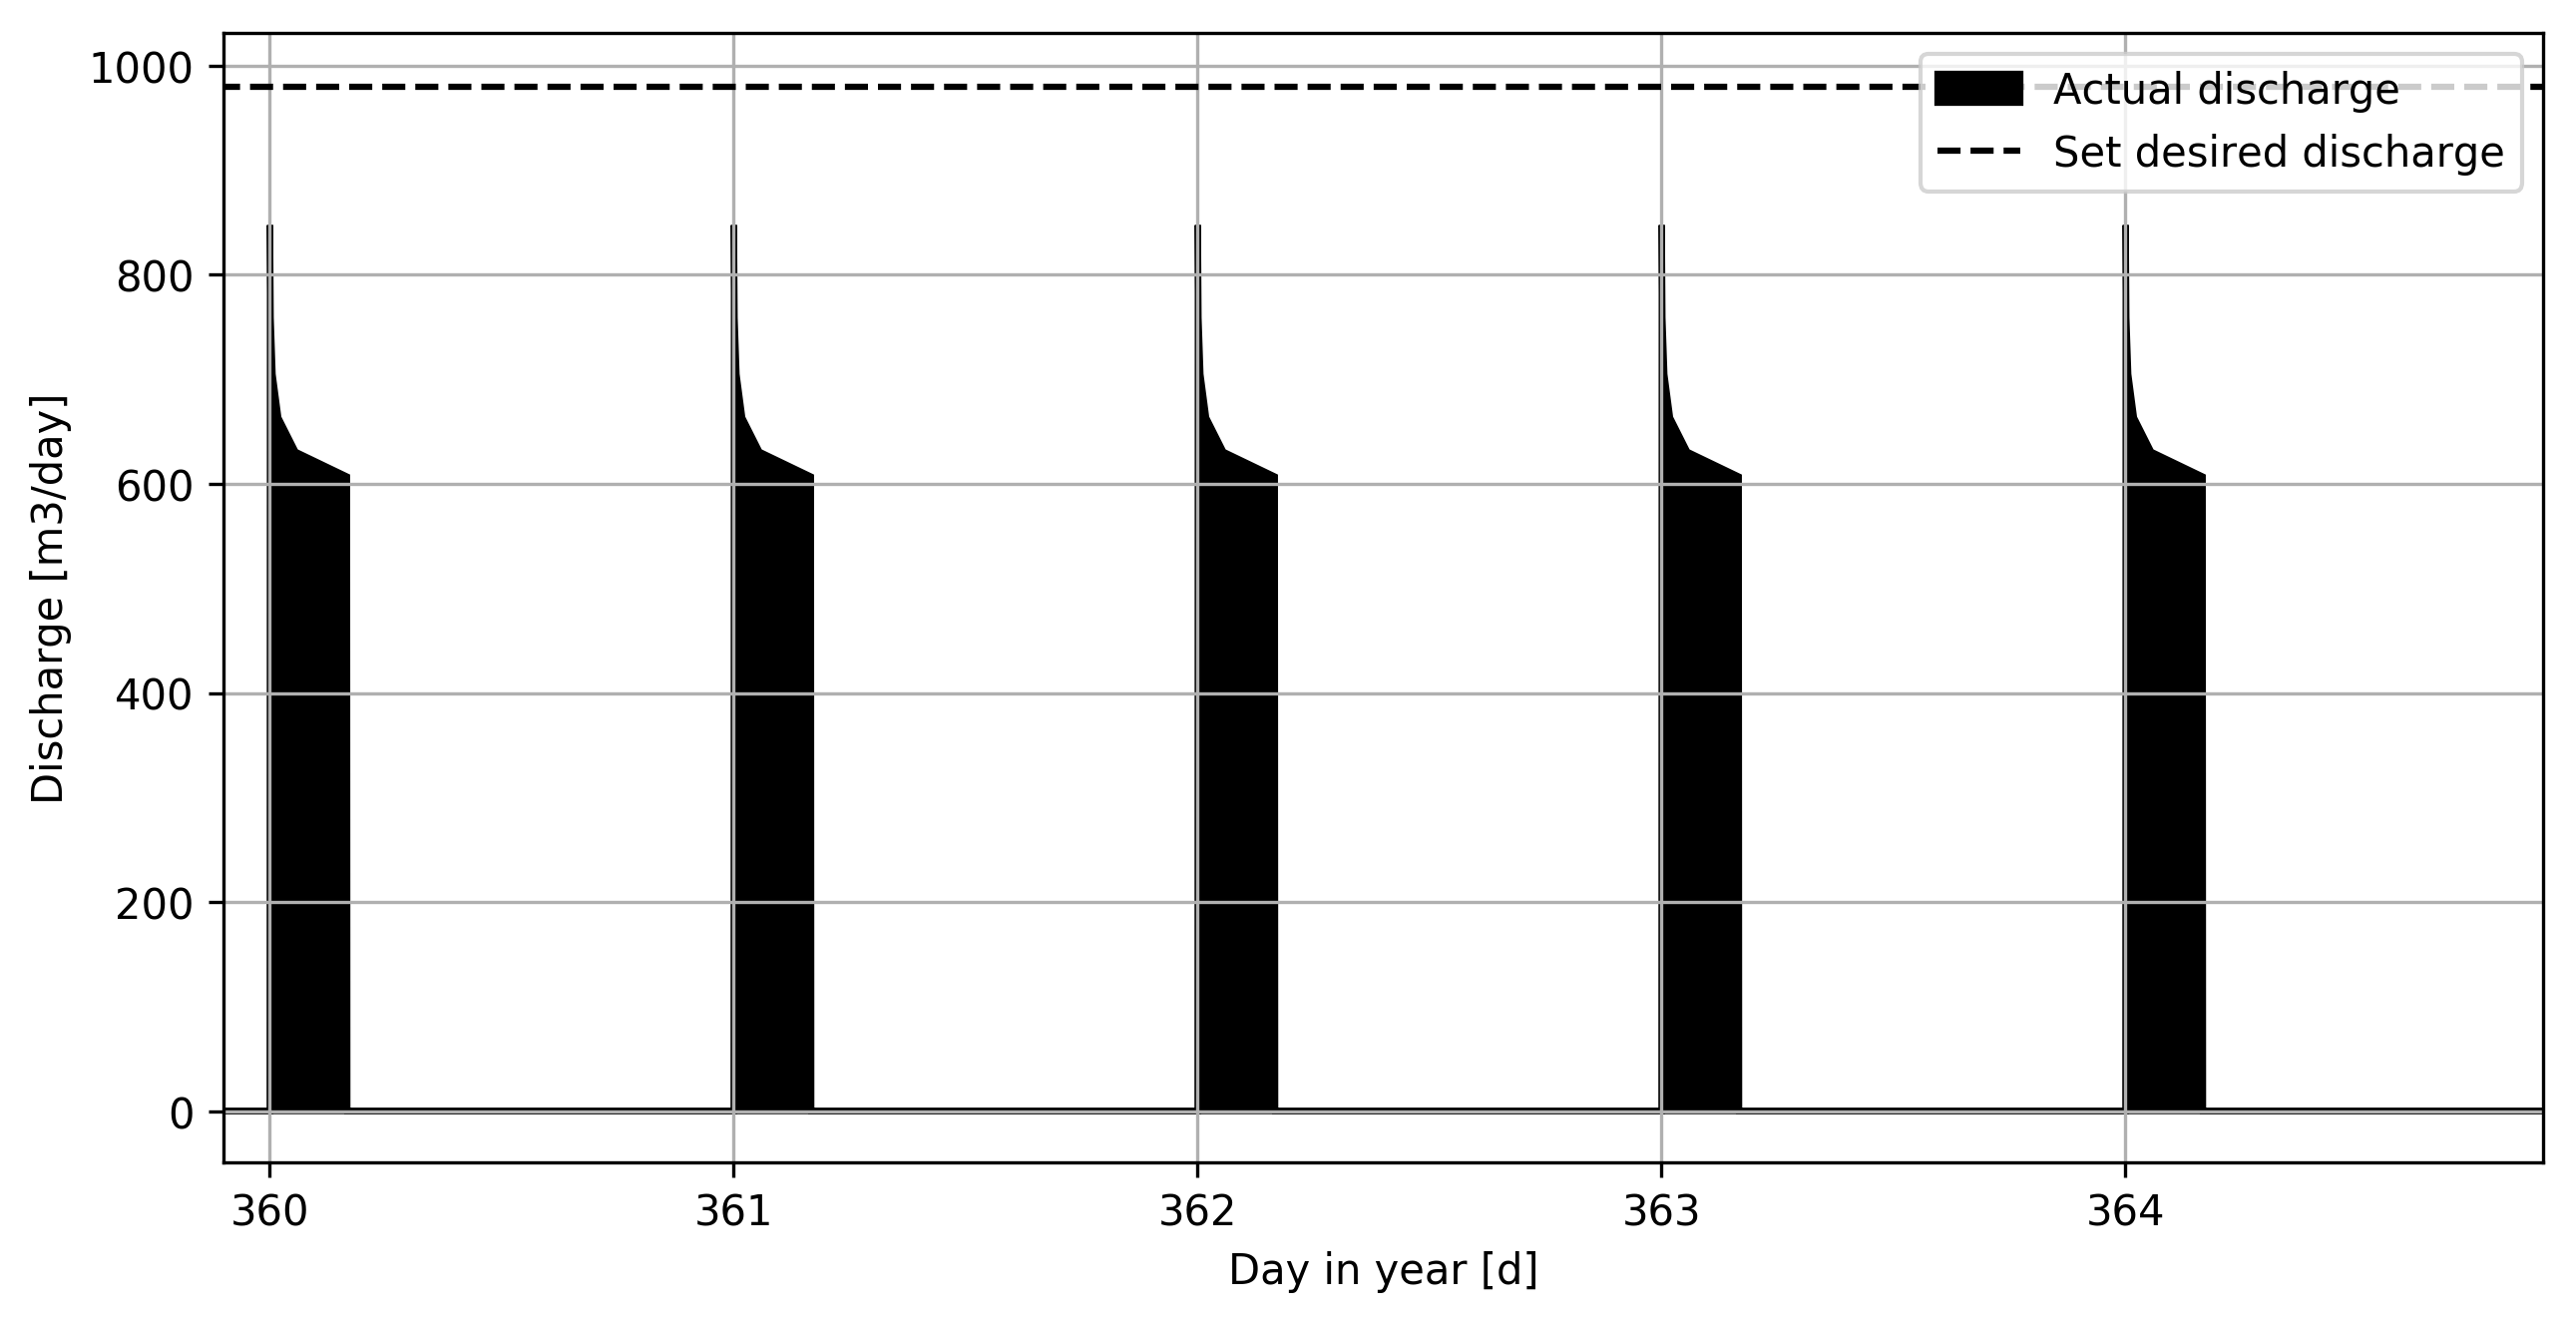 1000
800
600
400
200
0
Discharge [m3/day]
Actual discharge
Set desired discharge
360 361 362 363 364
Day in year [d]